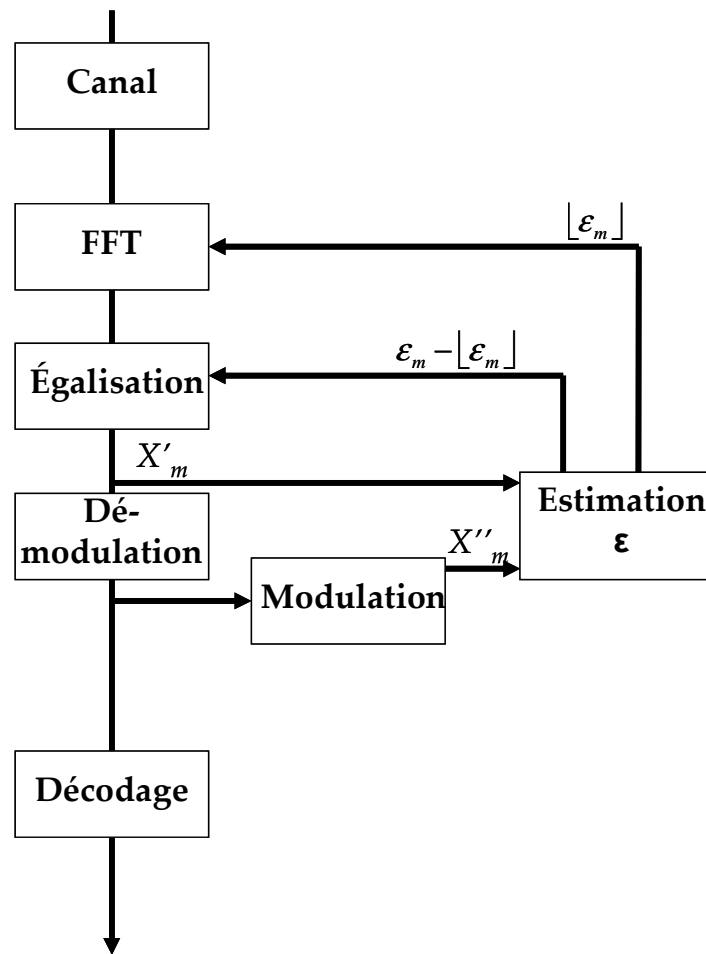 Canal
⌊ε_m⌋
FFT
ε_m − ⌊ε_m⌋
Égalisation
X'_m
Estimation
ε
Dé-
modulation
X''_m
Modulation
Décodage